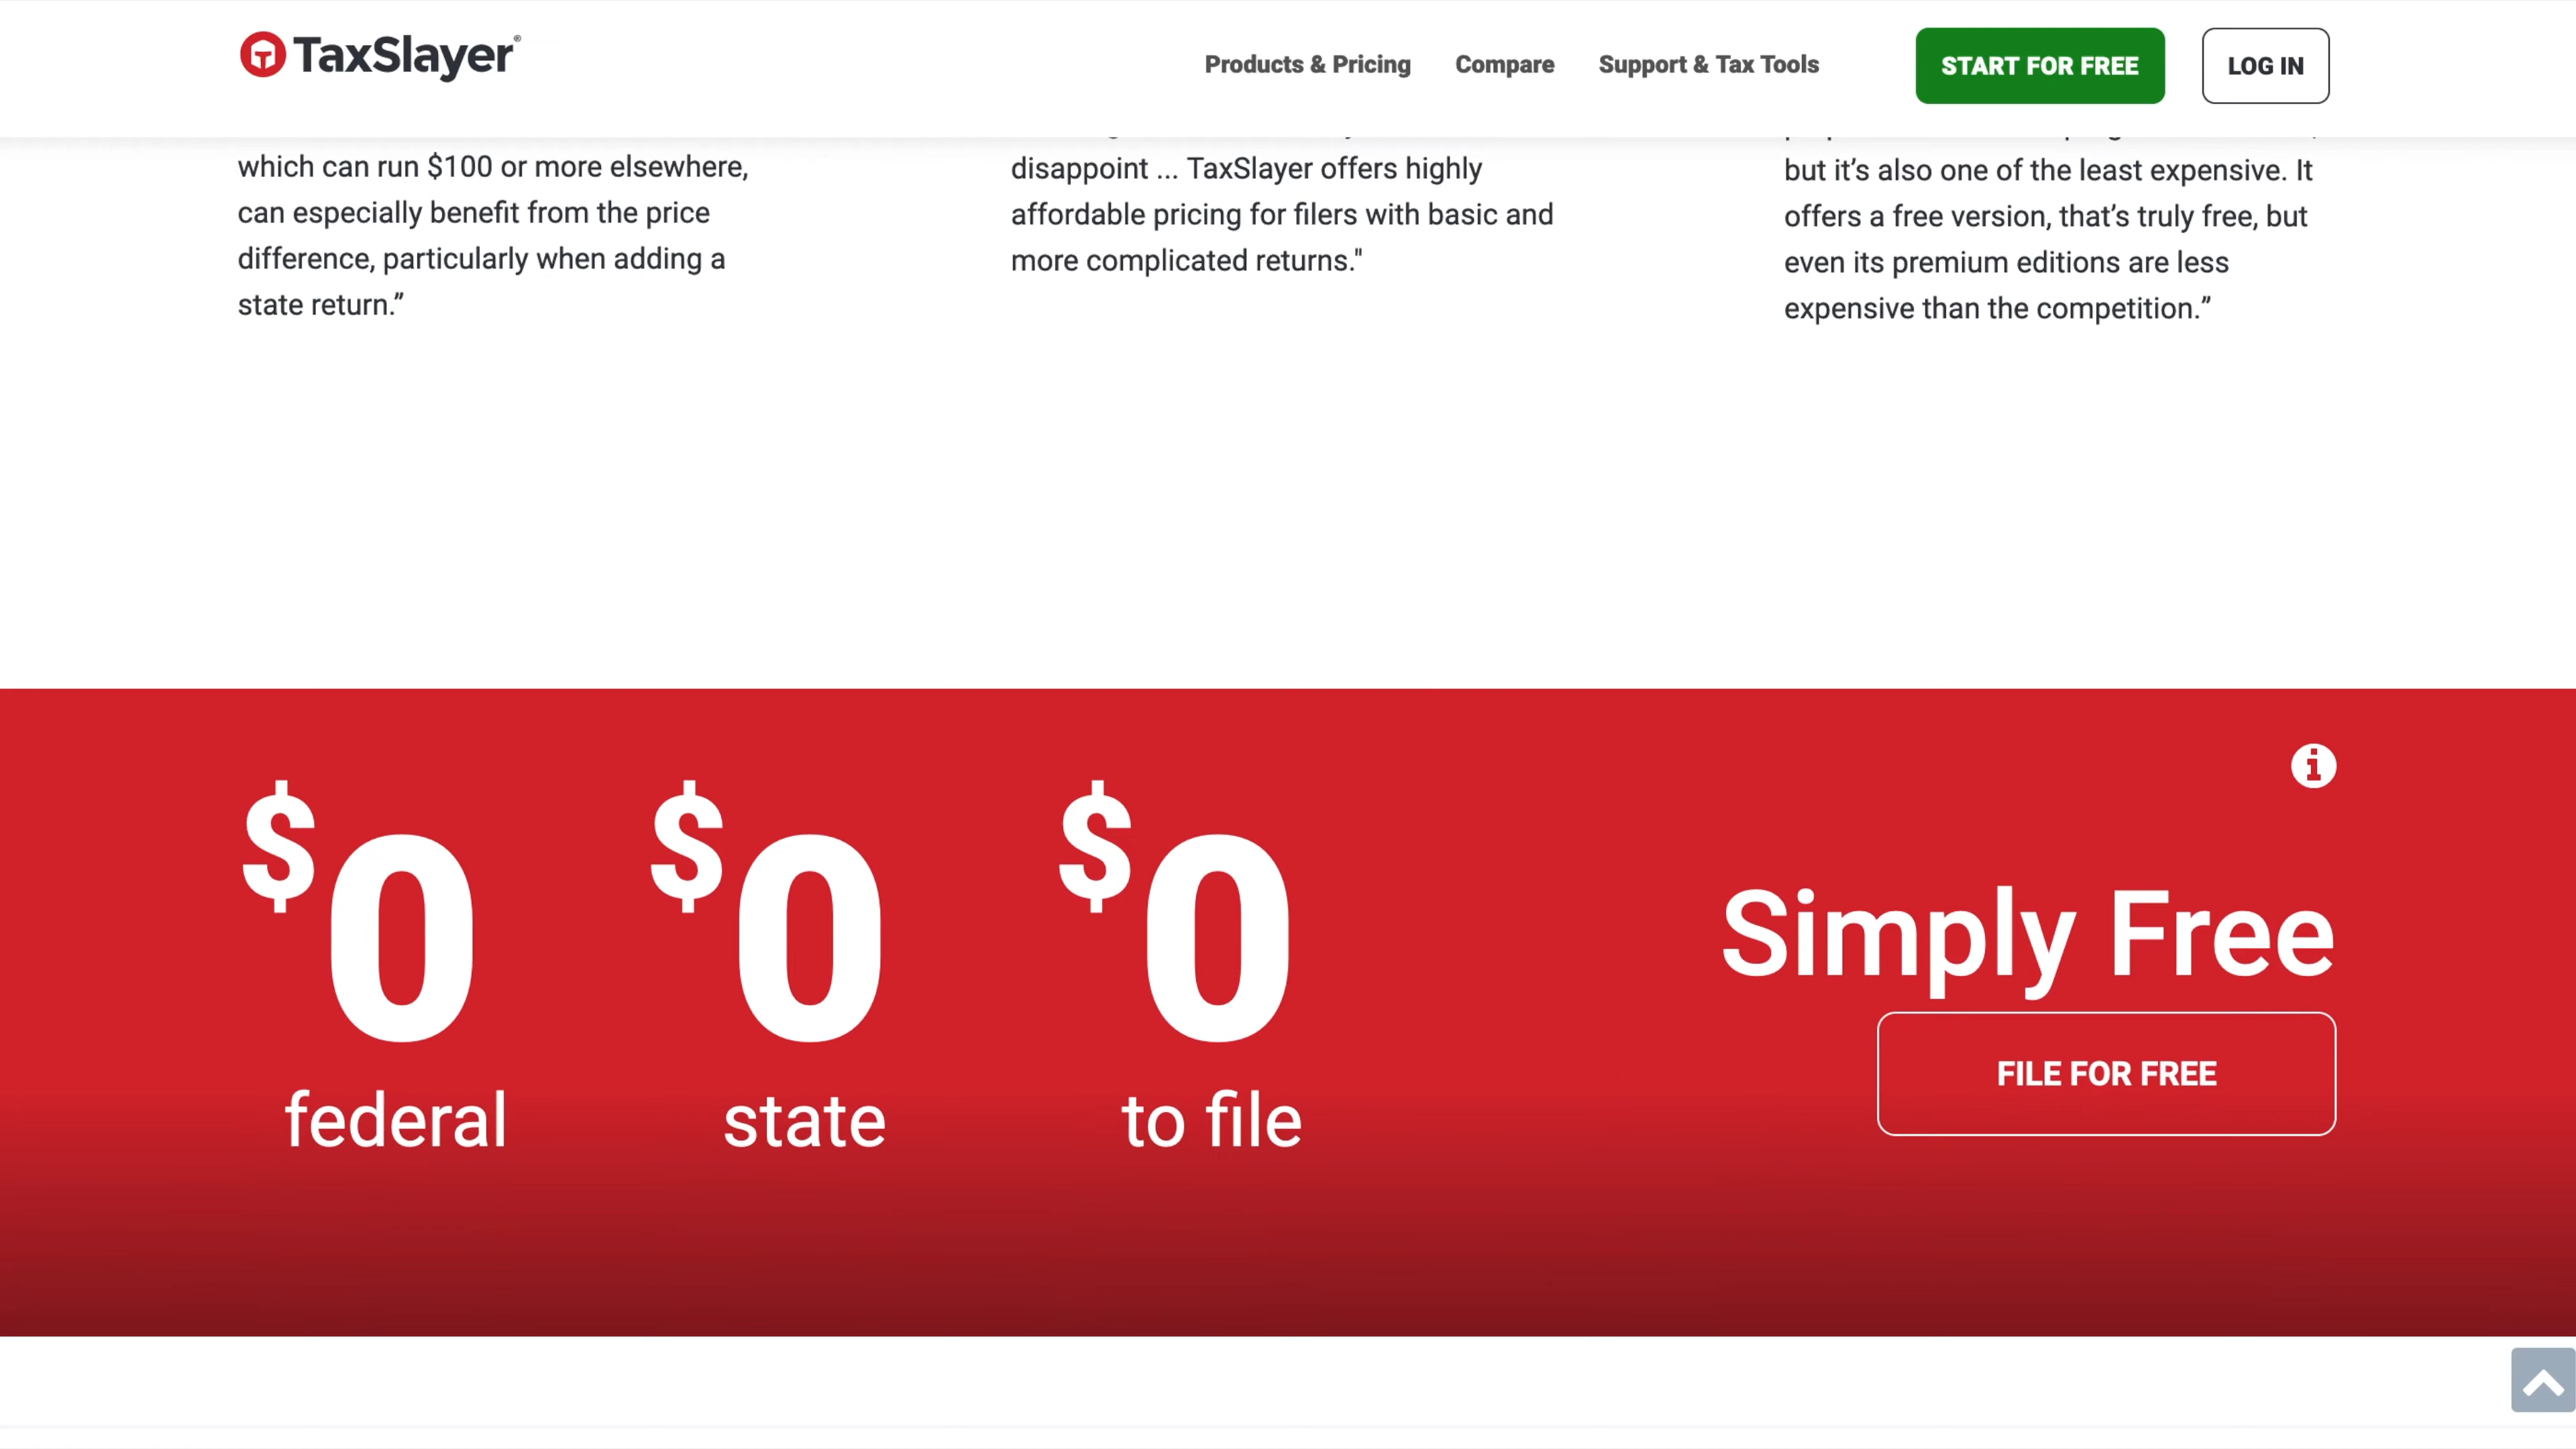 TaxSlayer®
Products & Pricing
Compare
Support & Tax Tools
START FOR FREE
LOG IN
which can run $100 or more elsewhere,
can especially benefit from the price
difference, particularly when adding a
state return.”
disappoint ... TaxSlayer offers highly
affordable pricing for filers with basic and
more complicated returns."
but it’s also one of the least expensive. It
offers a free version, that’s truly free, but
even its premium editions are less
expensive than the competition.”
$0
federal
$0
state
$0
to file
Simply Free
FILE FOR FREE